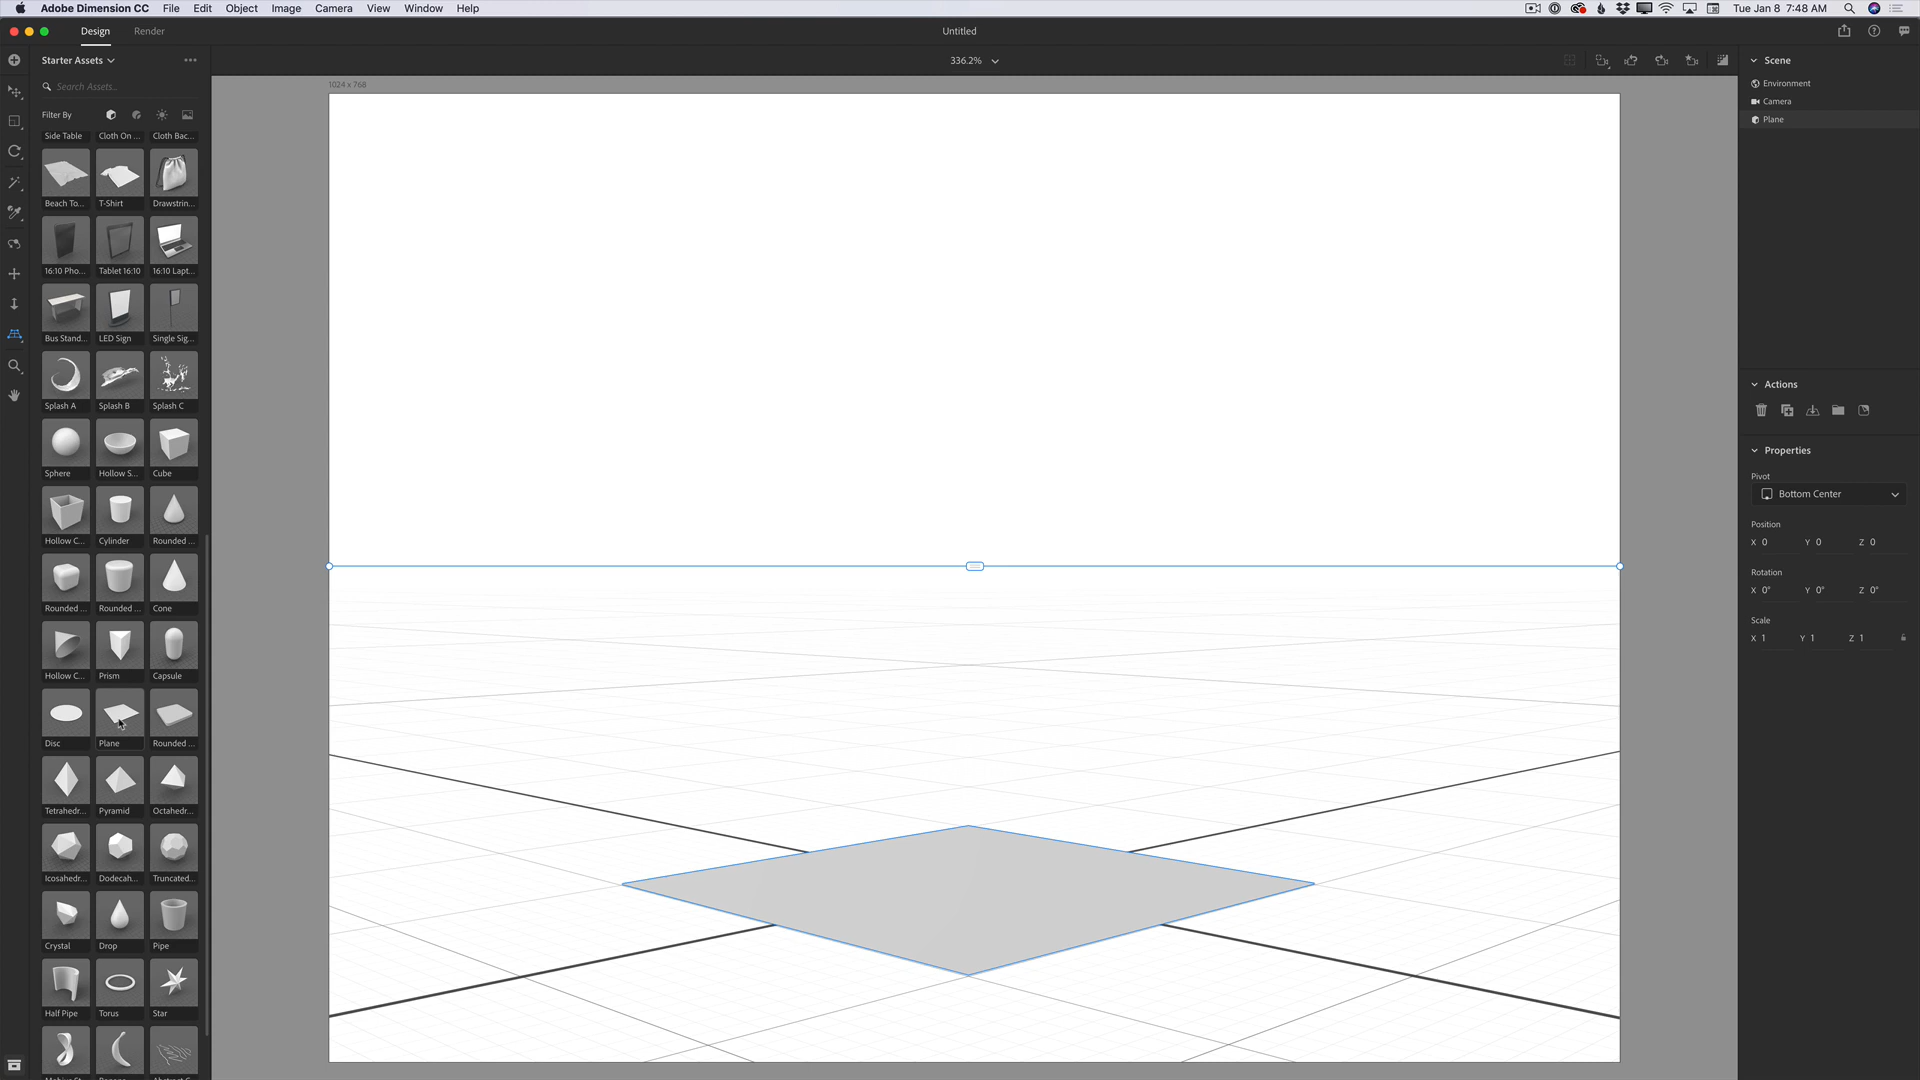 Adobe Dimension CC File Edit Object Image Camera View Window Help Tue Jan 8 7:48 AM
Design Render Untitled
Starter Assets 336.2% Scene
1024 x 768
Search Assets...
Environment
Camera
Filter By
Plane
Side Table Cloth On ... Cloth Bac...
Beach To... T-Shirt Drawstrin...
16:10 Pho... Tablet 16:10 16:10 Lapt...
Bus Stand... LED Sign Single Sig...
Splash A Splash B Splash C
Actions
Sphere Hollow S... Cube
Properties
Pivot
Bottom Center
Position
X 0 Y 0 Z 0
Rotation
X 0° Y 0° Z 0°
Scale
X 1 Y 1 Z 1
Hollow C... Cylinder Rounded ...
Rounded ... Rounded ... Cone
Hollow C... Prism Capsule
Disc Plane Rounded ...
Tetrahedr... Pyramid Octahedr...
Icosahedr... Dodecah... Truncated...
Crystal Drop Pipe
Half Pipe Torus Star